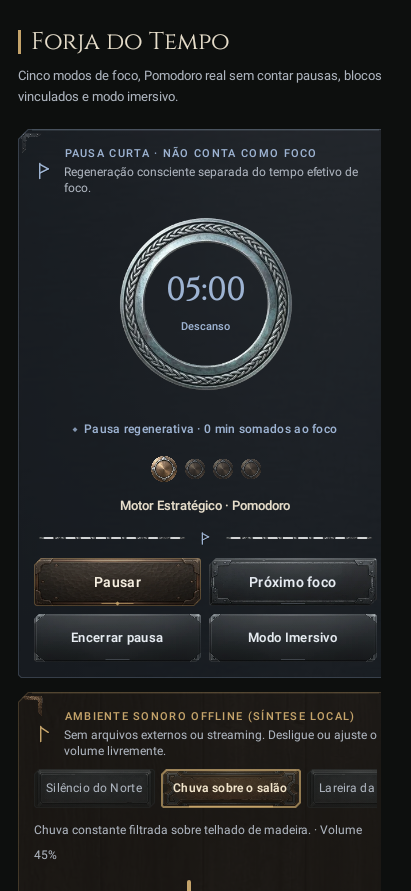 Forja do Tempo
Cinco modos de foco, Pomodoro real sem contar pausas, blocos
vinculados e modo imersivo.
PAUSA CURTA · NÃO CONTA COMO FOCO
Regeneração consciente separada do tempo efetivo de
foco.
05:00
Descanso
Pausa regenerativa · 0 min somados ao foco
Motor Estratégico · Pomodoro
Pausar
Próximo foco
Encerrar pausa
Modo Imersivo
AMBIENTE SONORO OFFLINE (SÍNTESE LOCAL)
Sem arquivos externos ou streaming. Desligue ou ajuste o
volume livremente.
Silêncio do Norte
Chuva sobre o salão
Lareira da
Chuva constante filtrada sobre telhado de madeira. · Volume
45%